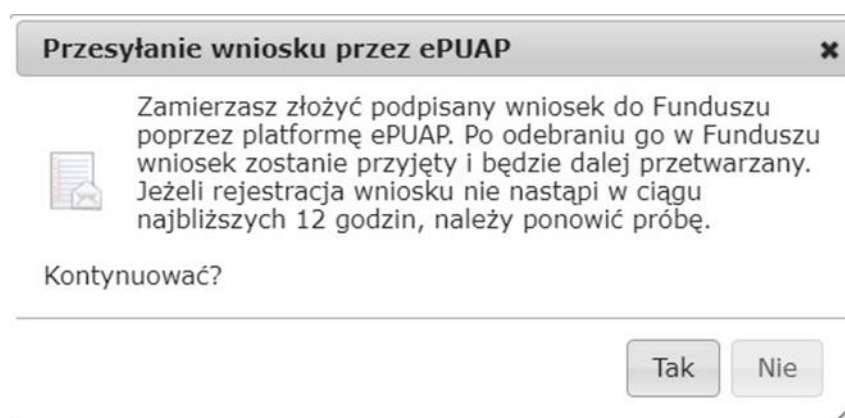 Przesyłanie wniosku przez ePUAP
Zamierzasz złożyć podpisany wniosek do Funduszu
poprzez platformę ePUAP. Po odebraniu go w Funduszu
wniosek zostanie przyjęty i będzie dalej przetwarzany.
Jeżeli rejestracja wniosku nie nastąpi w ciągu
najbliższych 12 godzin, należy ponowić próbę.
Kontynuować?
Tak Nie